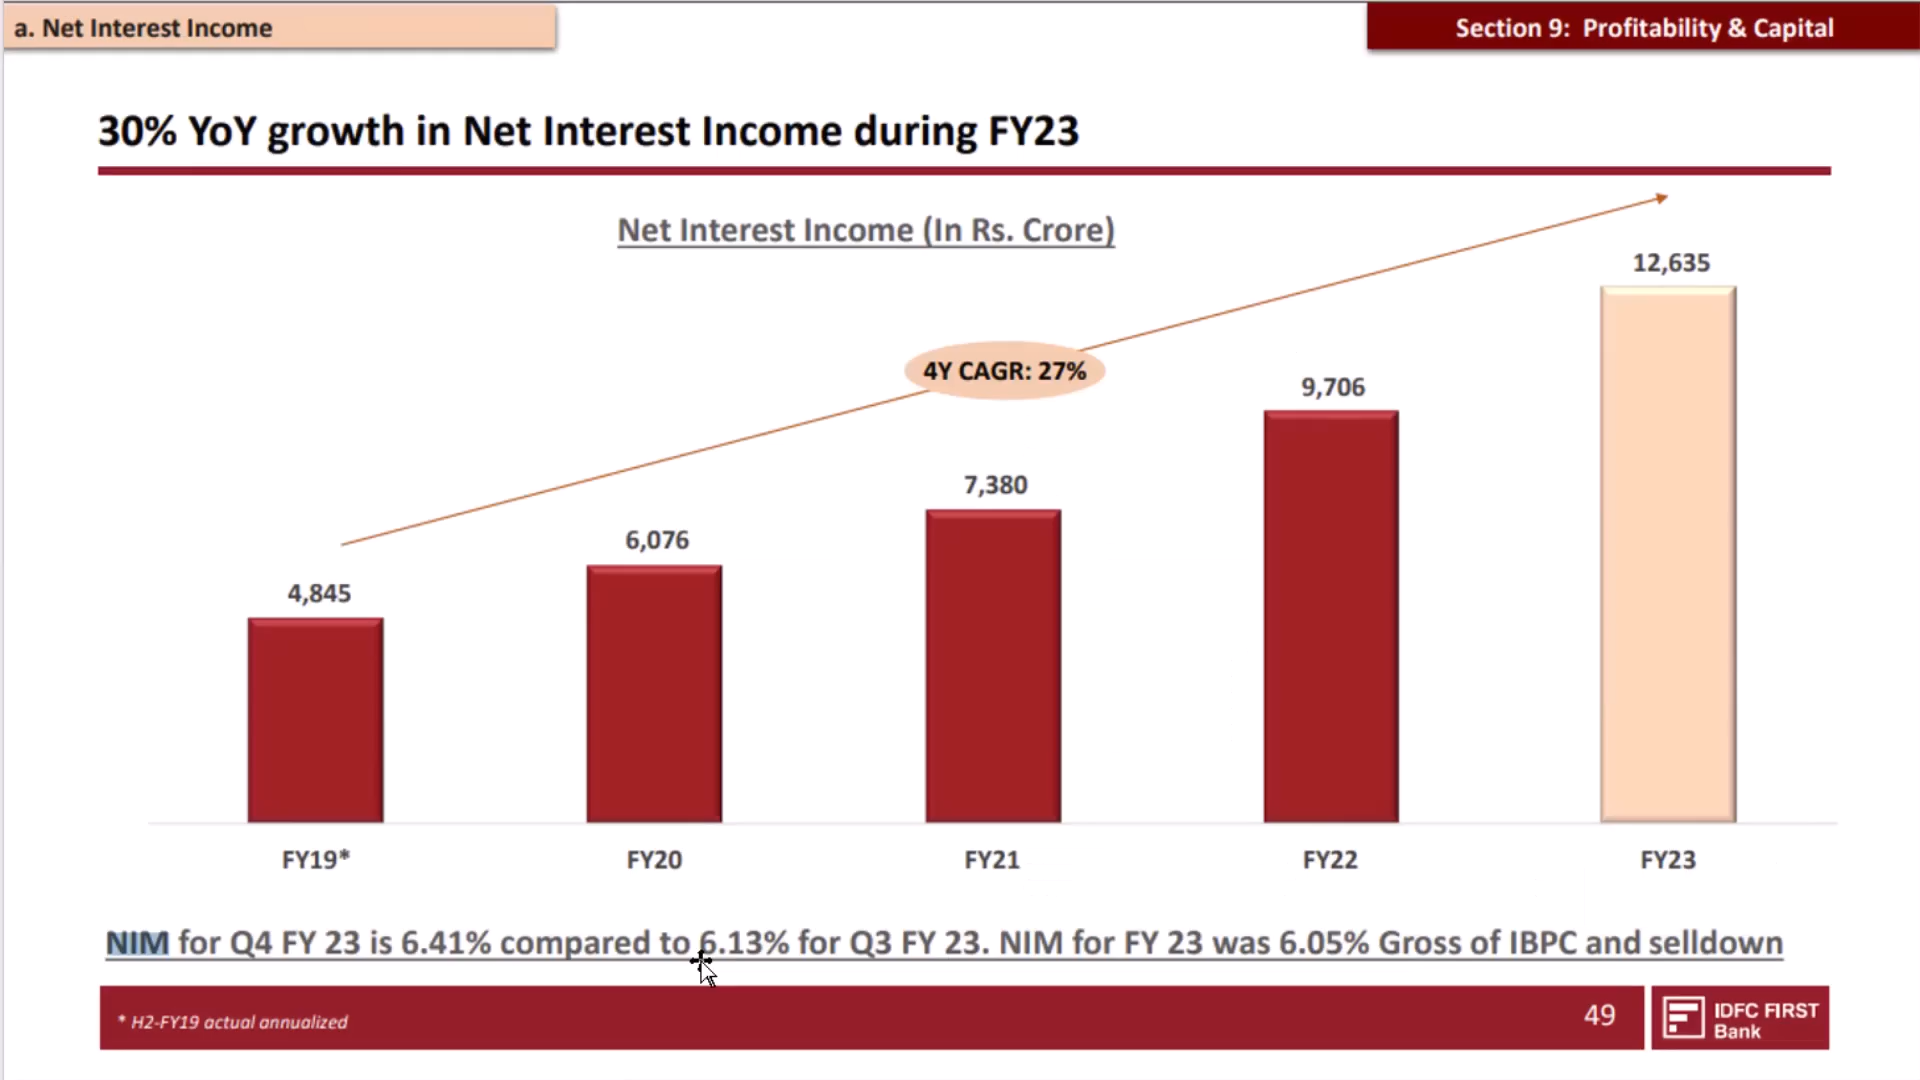 a. Net Interest Income
Section 9: Profitability & Capital
30% YoY growth in Net Interest Income during FY23
Net Interest Income (In Rs. Crore)
12,635
4Y CAGR: 27%
9,706
7,380
6,076
4,845
FY19*
FY20
FY21
FY22
FY23
NIM for Q4 FY 23 is 6.41% compared to 6.13% for Q3 FY 23. NIM for FY 23 was 6.05% Gross of IBPC and selldown
* H2-FY19 actual annualized
49
IDFC FIRST
Bank